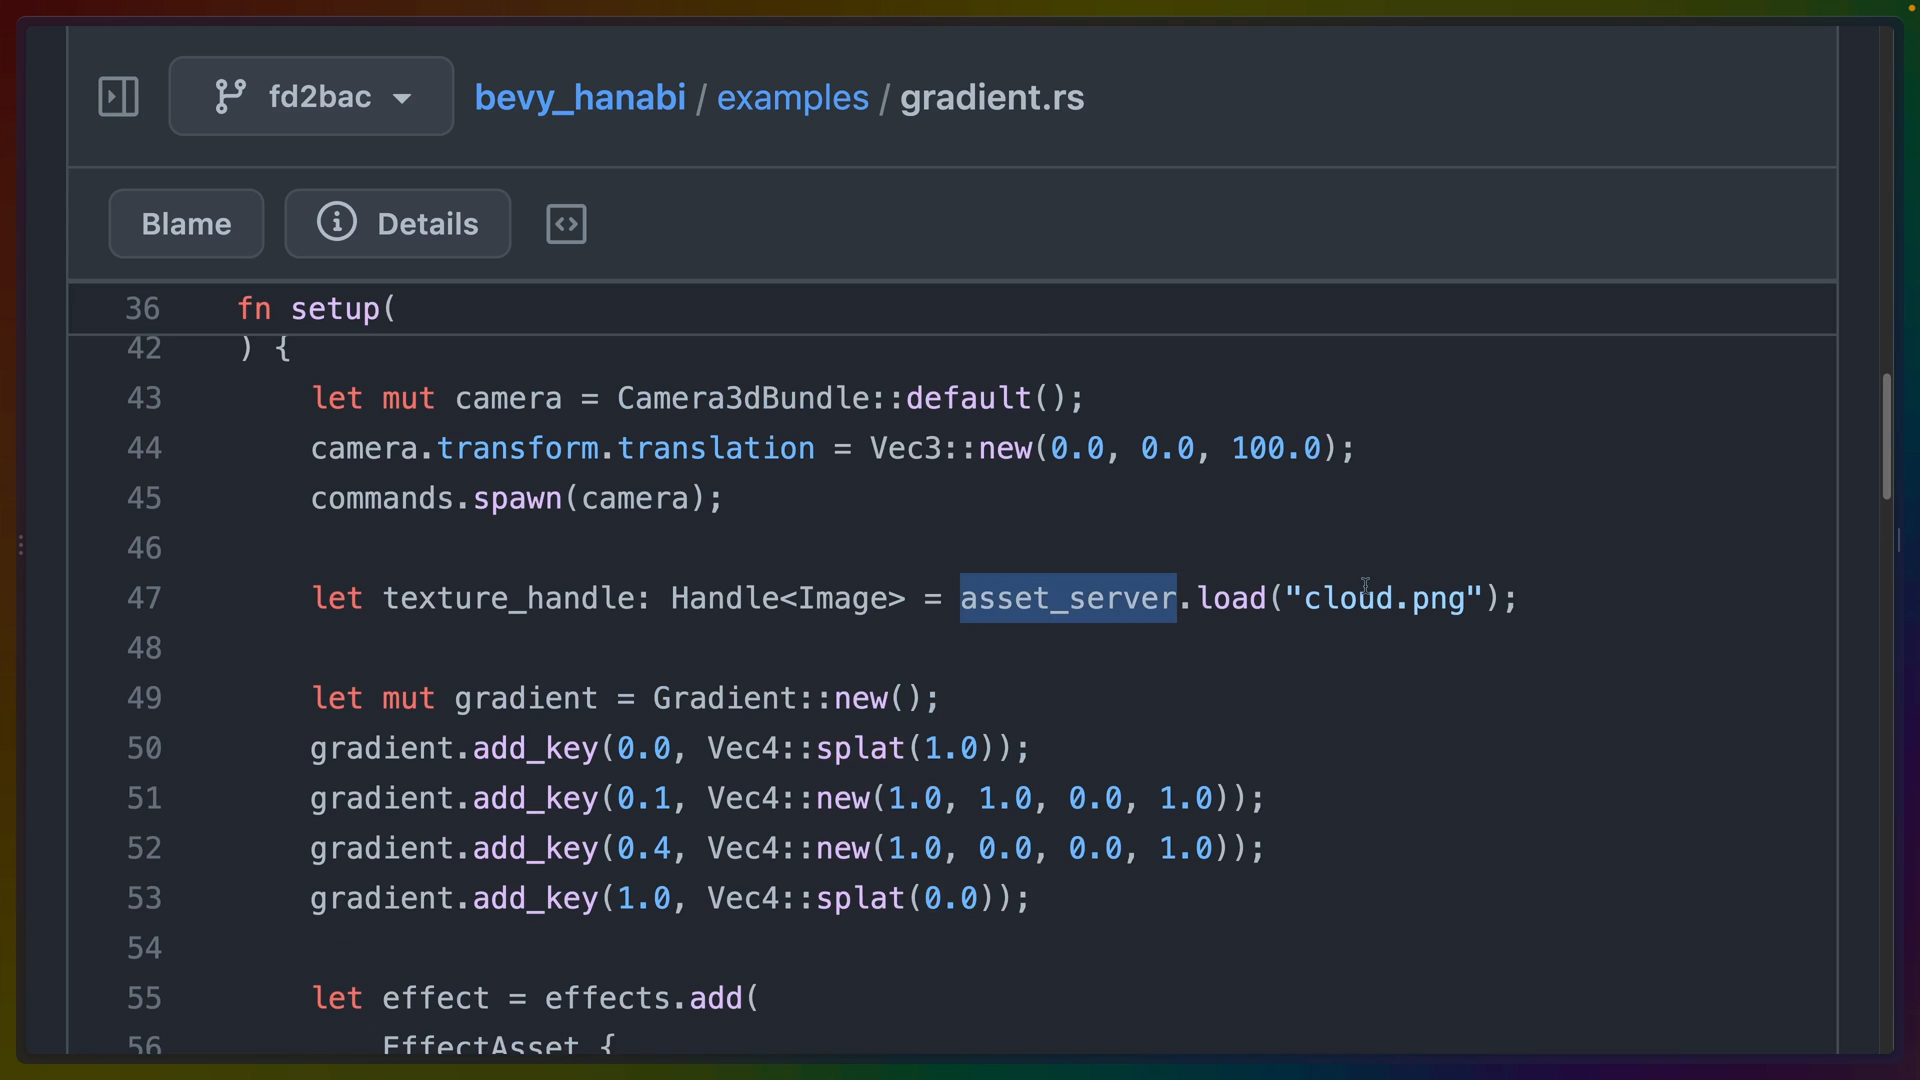 fd2bac bevy_hanabi / examples / gradient.rs
Blame Details
36 fn setup(
42 ) {
43 let mut camera = Camera3dBundle::default();
44 camera.transform.translation = Vec3::new(0.0, 0.0, 100.0);
45 commands.spawn(camera);
46
47 let texture_handle: Handle<Image> = asset_server.load("cloud.png");
48
49 let mut gradient = Gradient::new();
50 gradient.add_key(0.0, Vec4::splat(1.0));
51 gradient.add_key(0.1, Vec4::new(1.0, 1.0, 0.0, 1.0));
52 gradient.add_key(0.4, Vec4::new(1.0, 0.0, 0.0, 1.0));
53 gradient.add_key(1.0, Vec4::splat(0.0));
54
55 let effect = effects.add(
56 EffectAsset {